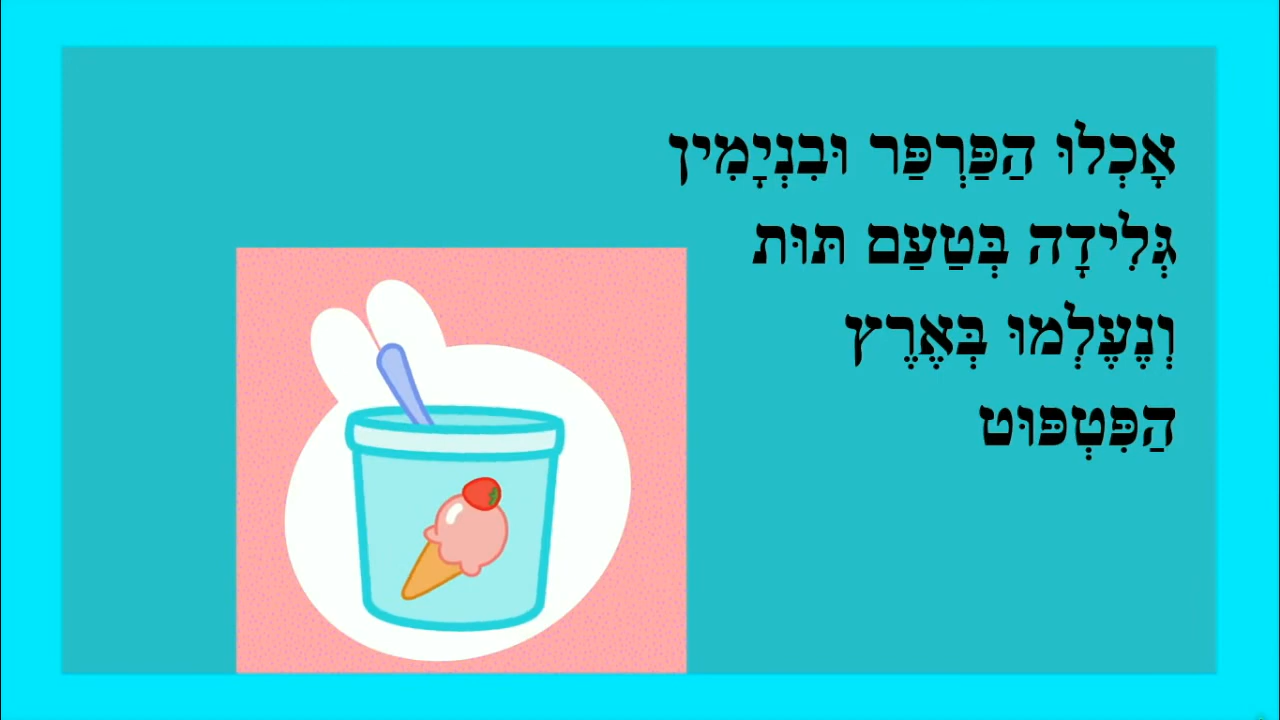 אָכְלוּ הַפַּרְפַּר וּבִנְיָמִין
גְּלִידָה בְּטַעַם תּוּת
וְנֶעֶלְמוּ בְּאֶרֶץ
הַפִּטְפּוּט